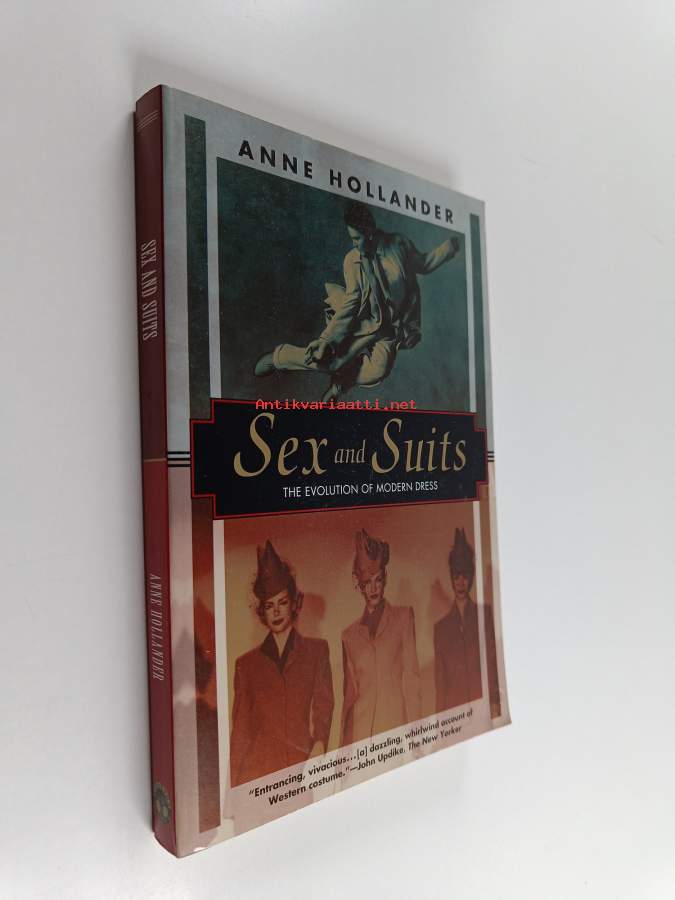 ANNE HOLLANDER
Antikvariaatti.net
Sex and Suits
THE EVOLUTION OF MODERN DRESS
"Entrancing, vivacious...[a] dazzling, whirlwind account of
Western costume."—John Updike, The New Yorker
SEX AND SUITS
ANNE HOLLANDER